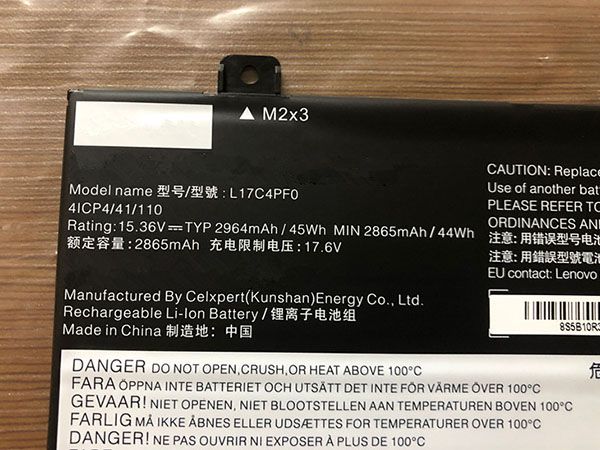 ▲ M2x3
Model name 型号/型號 : L17C4PF0
4ICP4/41/110
Rating: 15.36V⎓TYP 2964mAh / 45Wh MIN 2865mAh / 44Wh
额定容量: 2865mAh 充电限制电压: 17.6V
Manufactured By Celxpert(Kunshan)Energy Co., Ltd.
Rechargeable Li-Ion Battery / 锂离子电池组
Made in China 制造地: 中国
CAUTION: Replace
Use of another batt
PLEASE REFER TO
ORDINANCES AN
注意: 用错误型号电池
注意: 用錯誤型號電池
EU contact: Lenovo
8S5B10R3
DANGER DO NOT OPEN,CRUSH,OR HEAT ABOVE 100°C
FARA ÖPPNA INTE BATTERIET OCH UTSÄTT DET INTE FÖR VÄRME ÖVER 100°C
GEVAAR! NIET OPENEN, NIET BLOOTSTELLEN AAN TEMPERATUREN BOVEN 100°C
FARLIG MÅ IKKE ÅBNES ELLER UDSÆTTES FOR TEMPERATURER OVER 100°C
DANGER! NE PAS OUVRIR NI EXPOSER À PLUS DE 100°C
危